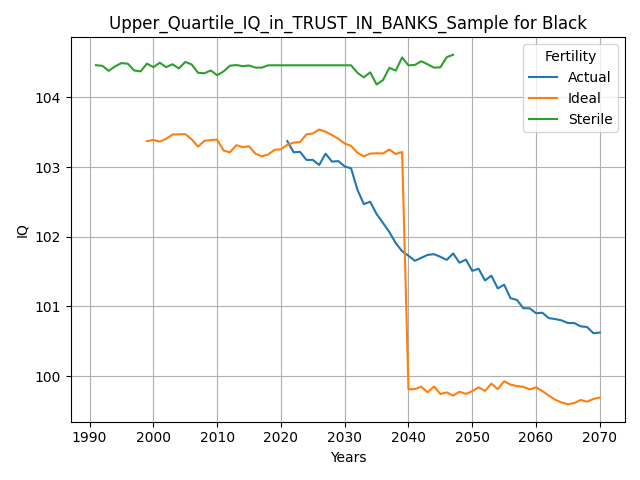 Upper_Quartile_IQ_in_TRUST_IN_BANKS_Sample for Black
Fertility
Actual
Ideal
Sterile
104
103
102
101
100
IQ
1990 2000 2010 2020 2030 2040 2050 2060 2070
Years